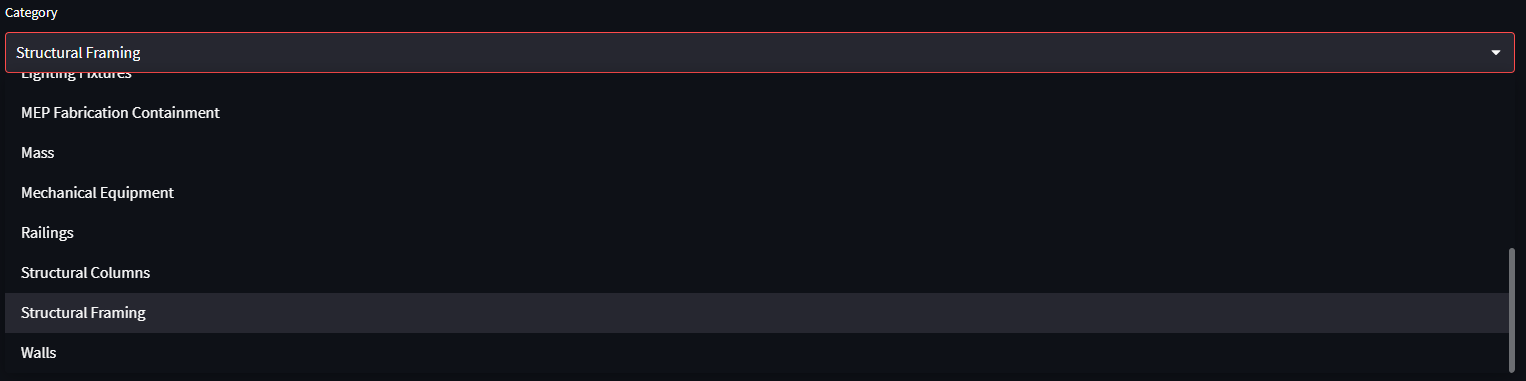 Category
Structural Framing
Lighting Fixtures
MEP Fabrication Containment
Mass
Mechanical Equipment
Railings
Structural Columns
Structural Framing
Walls